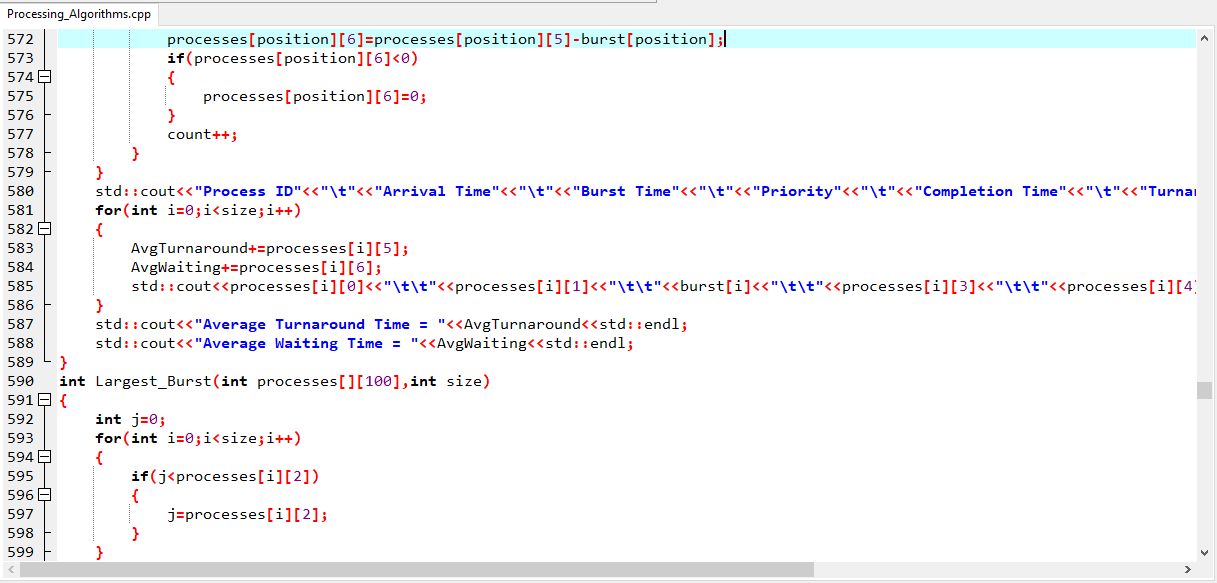 Processing_Algorithms.cpp
572 processes[position][6]=processes[position][5]-burst[position];
573 if(processes[position][6]<0)
574 {
575 processes[position][6]=0;
576 }
577 count++;
578 }
579 }
580 std::cout<<"Process ID"<<"\t"<<"Arrival Time"<<"\t"<<"Burst Time"<<"\t"<<"Priority"<<"\t"<<"Completion Time"<<"\t"<<"Turnar
581 for(int i=0;i<size;i++)
582 {
583 AvgTurnaround+=processes[i][5];
584 AvgWaiting+=processes[i][6];
585 std::cout<<processes[i][0]<<"\t\t"<<processes[i][1]<<"\t\t"<<burst[i]<<"\t\t"<<processes[i][3]<<"\t\t"<<processes[i][4]
586 }
587 std::cout<<"Average Turnaround Time = "<<AvgTurnaround<<std::endl;
588 std::cout<<"Average Waiting Time = "<<AvgWaiting<<std::endl;
589 }
590 int Largest_Burst(int processes[][100],int size)
591 {
592 int j=0;
593 for(int i=0;i<size;i++)
594 {
595 if(j<processes[i][2])
596 {
597 j=processes[i][2];
598 }
599 }